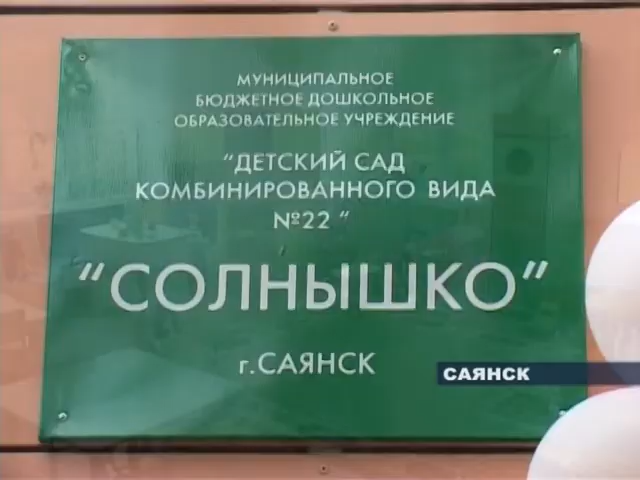 МУНИЦИПАЛЬНОЕ
БЮДЖЕТНОЕ ДОШКОЛЬНОЕ
ОБРАЗОВАТЕЛЬНОЕ УЧРЕЖДЕНИЕ
“ДЕТСКИЙ САД
КОМБИНИРОВАННОГО ВИДА
№22 “
“СОЛНЫШКО”
г.САЯНСК
САЯНСК